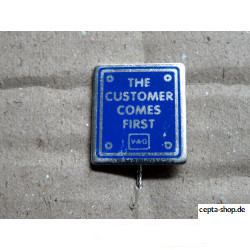 THE
CUSTOMER
COMES
FIRST
V·A·G
cepta-shop.de